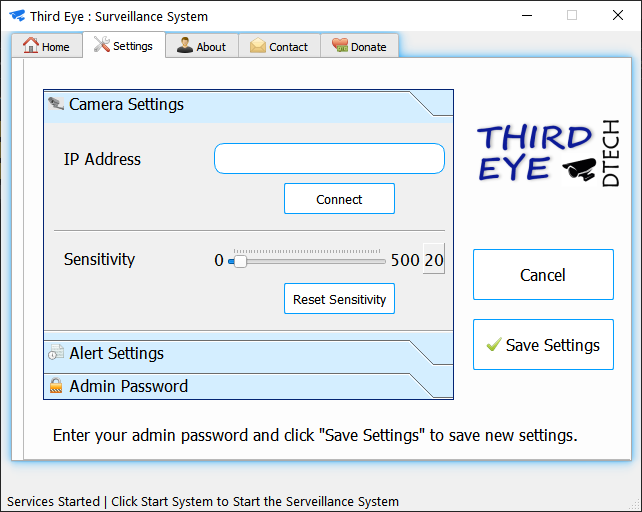 Third Eye : Surveillance System
Home
Settings
About
Contact
Donate
Camera Settings
IP Address
Connect
Sensitivity
0
500
20
Reset Sensitivity
Alert Settings
Admin Password
THIRD
EYE
DTECH
Cancel
Save Settings
Enter your admin password and click "Save Settings" to save new settings.
Services Started | Click Start System to Start the Serveillance System